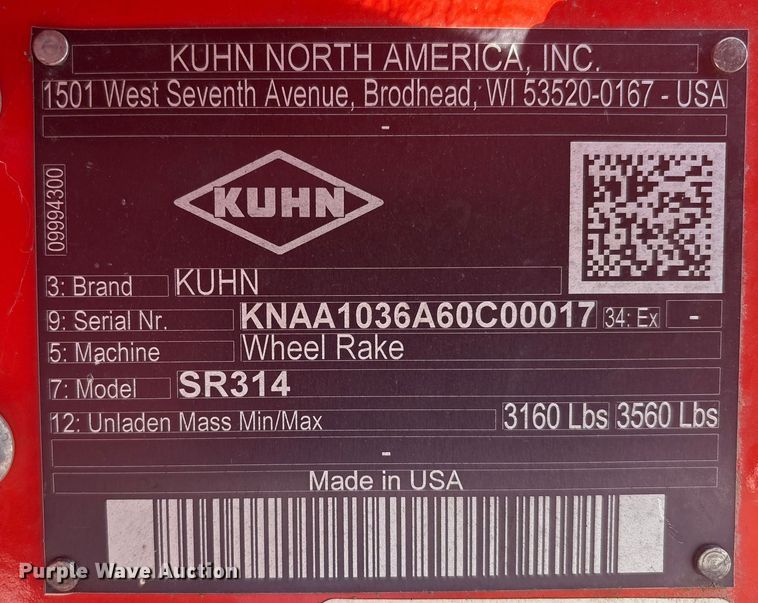 KUHN NORTH AMERICA, INC.
1501 West Seventh Avenue, Brodhead, WI 53520-0167 - USA
-
09994300
KUHN
3: Brand KUHN
9: Serial Nr. KNAA1036A60C00017 34: Ex -
5: Machine Wheel Rake
7: Model SR314
12: Unladen Mass Min/Max 3160 Lbs 3560 Lbs
-
Made in USA
Purple Wave Auction